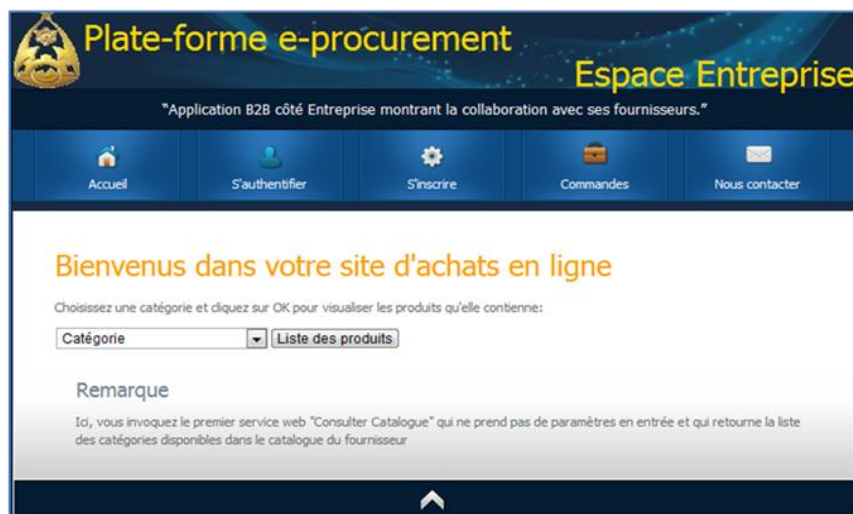 Plate-forme e-procurement
Espace Entreprise
"Application B2B côté Entreprise montrant la collaboration avec ses fournisseurs."
Accueil
S'authentifier
S'inscrire
Commandes
Nous contacter
Bienvenus dans votre site d'achats en ligne
Choisissez une catégorie et cliquez sur OK pour visualiser les produits qu'elle contienne:
Catégorie
Liste des produits
Remarque
Ici, vous invoquez le premier service web "Consulter Catalogue" qui ne prend pas de paramètres en entrée et qui retourne la liste
des catégories disponibles dans le catalogue du fournisseur